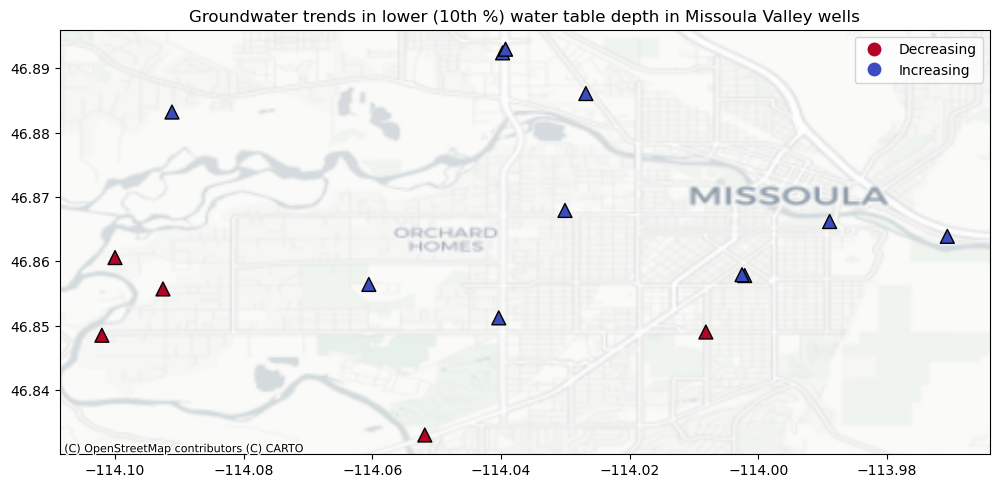 Groundwater trends in lower (10th %) water table depth in Missoula Valley wells
Decreasing
Increasing
46.89
46.88
46.87
46.86
46.85
46.84
MISSOULA
ORCHARD
HOMES
(C) OpenStreetMap contributors (C) CARTO
−114.10
−114.08
−114.06
−114.04
−114.02
−114.00
−113.98